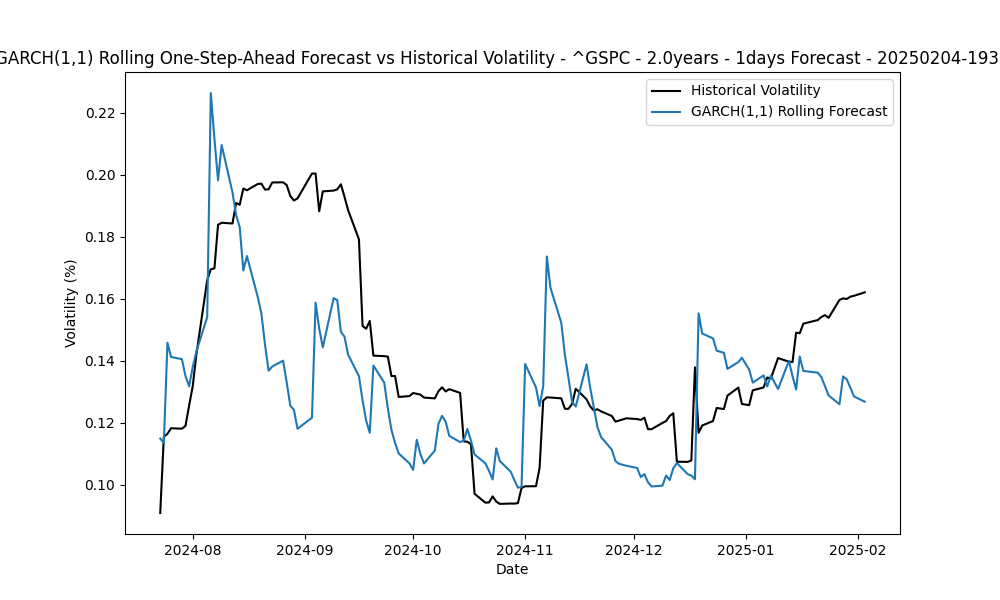 GARCH(1,1) Rolling One-Step-Ahead Forecast vs Historical Volatility - ^GSPC - 2.0years - 1days Forecast - 20250204-193
Historical Volatility
GARCH(1,1) Rolling Forecast
Volatility (%)
0.22
0.20
0.18
0.16
0.14
0.12
0.10
2024-08
2024-09
2024-10
2024-11
2024-12
2025-01
2025-02
Date